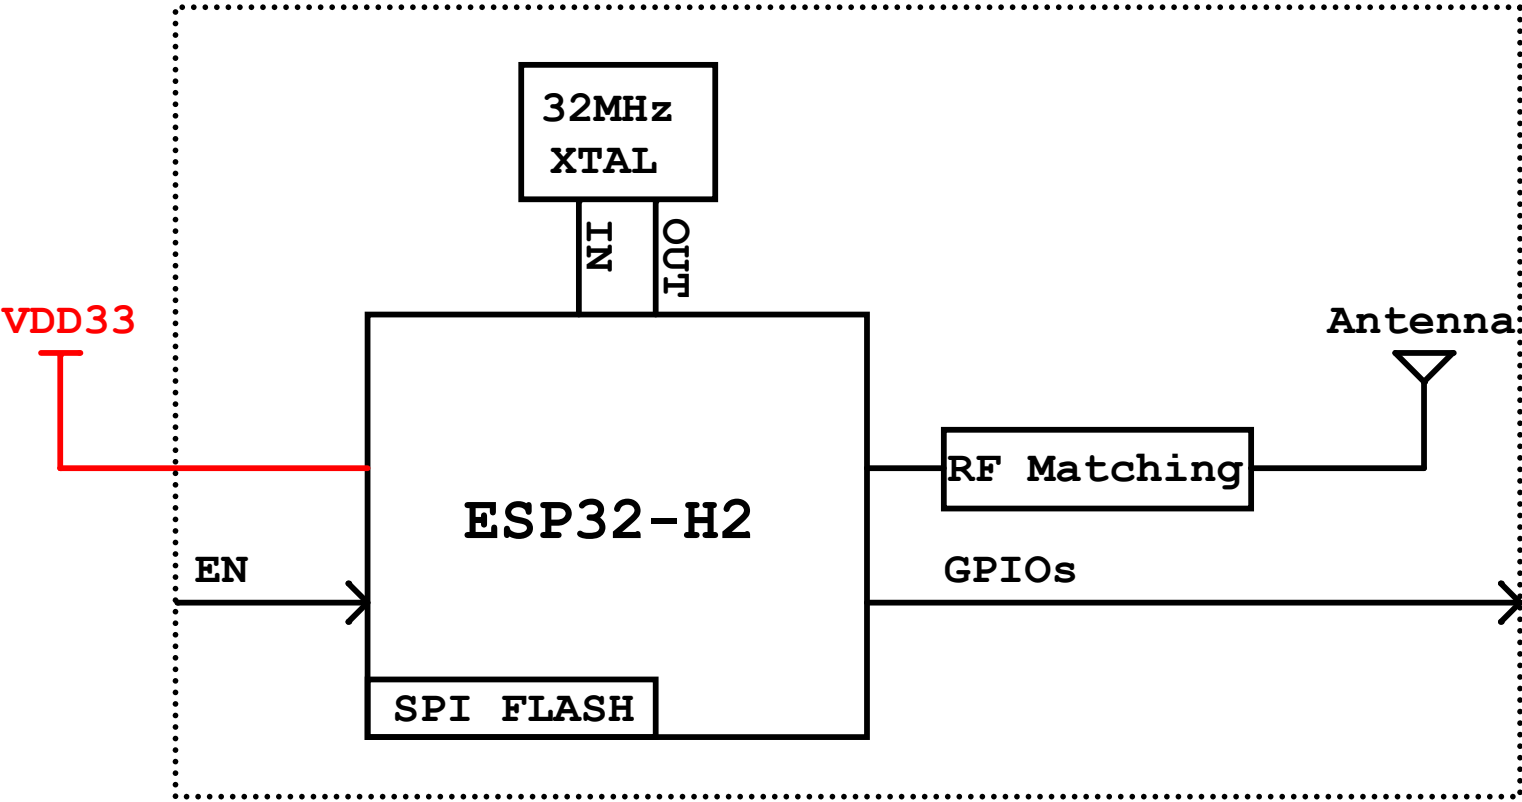 32MHz
XTAL
IN
OUT
VDD33
Antenna
RF Matching
ESP32-H2
EN
GPIOs
SPI FLASH